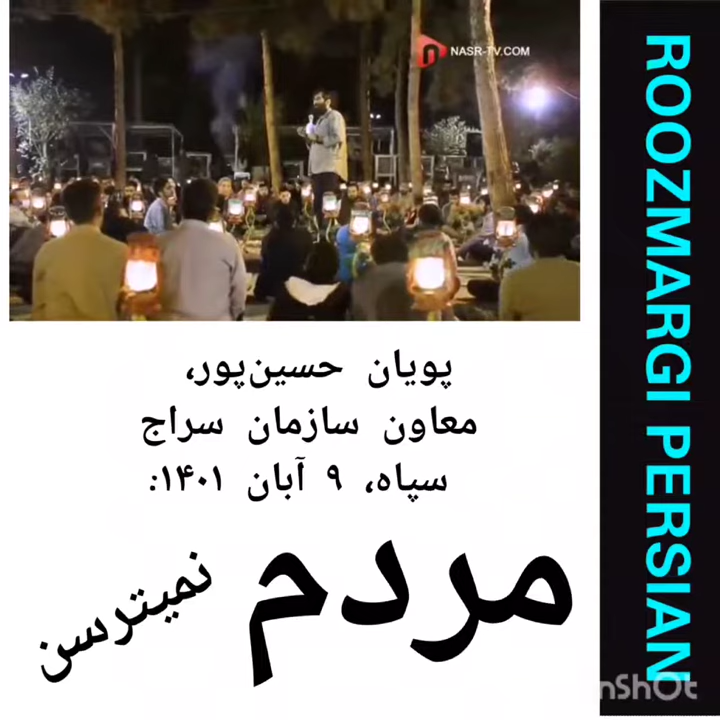 NASR-TV.COM
پویان حسین‌پور،
معاون سازمان سراج
سپاه، ۹ آبان ۱۴۰۱:
مردم
نمیترسن
ROOZMARGI PERSIAN